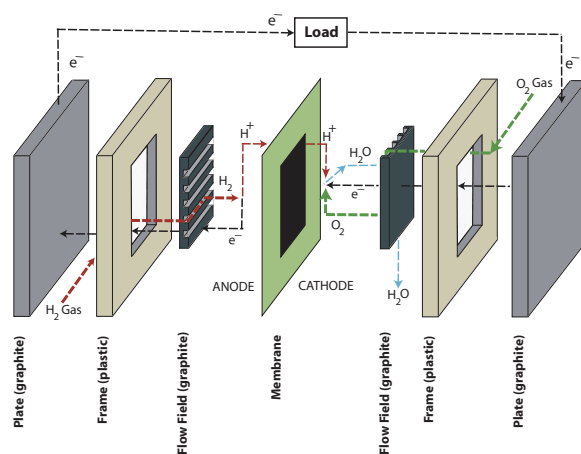 e⁻
Load
e⁻
e⁻
O₂ Gas
H⁺
H⁺
H₂O
H₂
e⁻
e⁻
O₂
ANODE
CATHODE
H₂ Gas
H₂O
Plate (graphite)
Frame (plastic)
Flow Field (graphite)
Membrane
Flow Field (graphite)
Frame (plastic)
Plate (graphite)